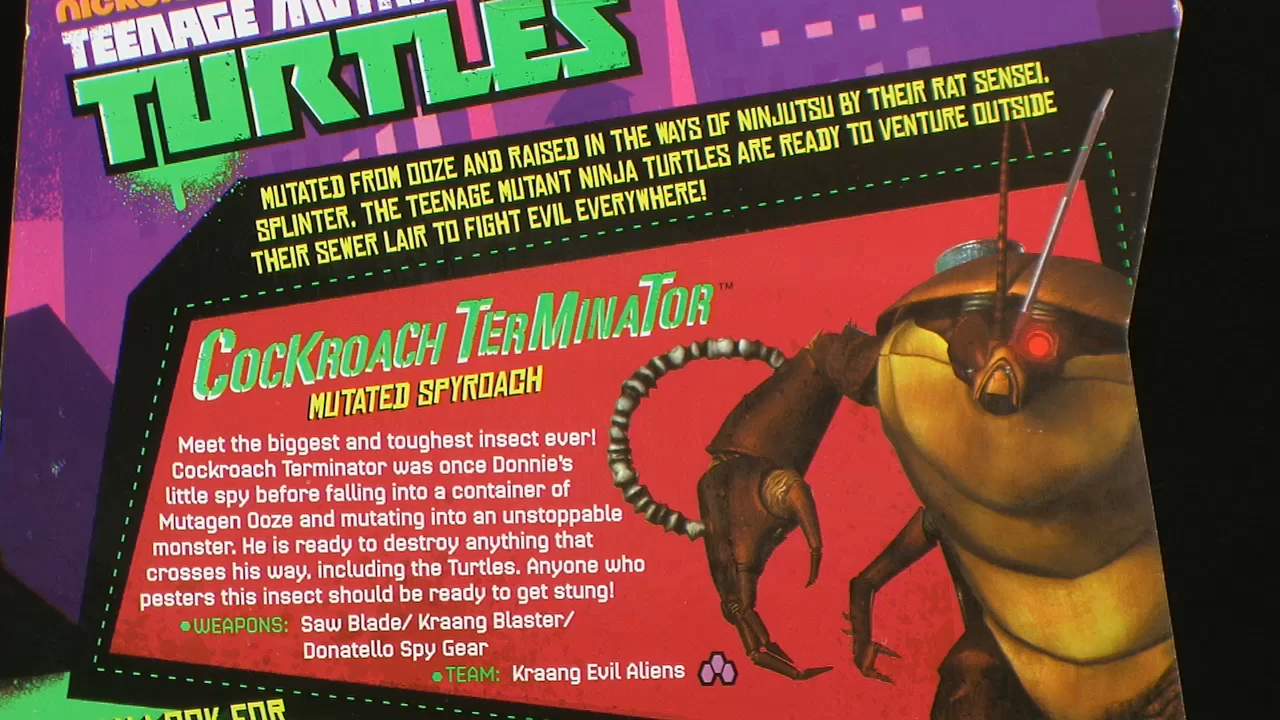 TEENAGE MUTANT
TURTLES
MUTATED FROM OOZE AND RAISED IN THE WAYS OF NINJUTSU BY THEIR RAT SENSEI,
SPLINTER, THE TEENAGE MUTANT NINJA TURTLES ARE READY TO VENTURE OUTSIDE
THEIR SEWER LAIR TO FIGHT EVIL EVERYWHERE!
COCKROACH TERMINATOR™
MUTATED SPYROACH
Meet the biggest and toughest insect ever!
Cockroach Terminator was once Donnie's
little spy before falling into a container of
Mutagen Ooze and mutating into an unstoppable
monster. He is ready to destroy anything that
crosses his way, including the Turtles. Anyone who
pesters this insect should be ready to get stung!
•WEAPONS: Saw Blade/ Kraang Blaster/
Donatello Spy Gear
•TEAM: Kraang Evil Aliens
LOOK FOR